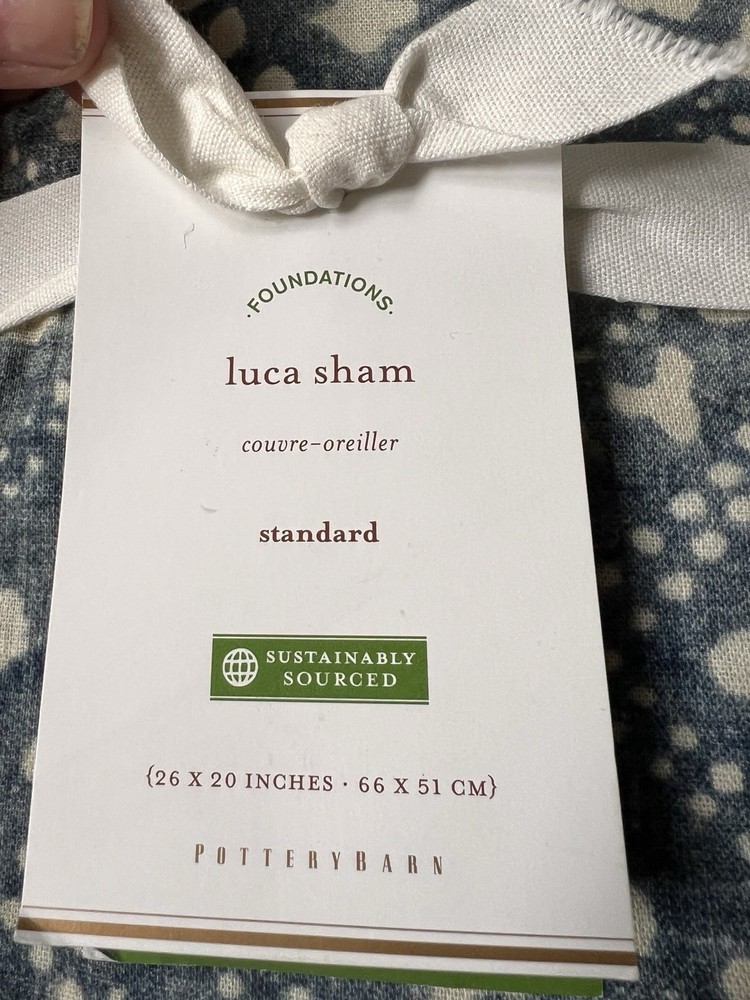 ·FOUNDATIONS·
luca sham
couvre-oreiller
standard
SUSTAINABLY
SOURCED
{26 X 20 INCHES · 66 X 51 CM}
POTTERYBARN